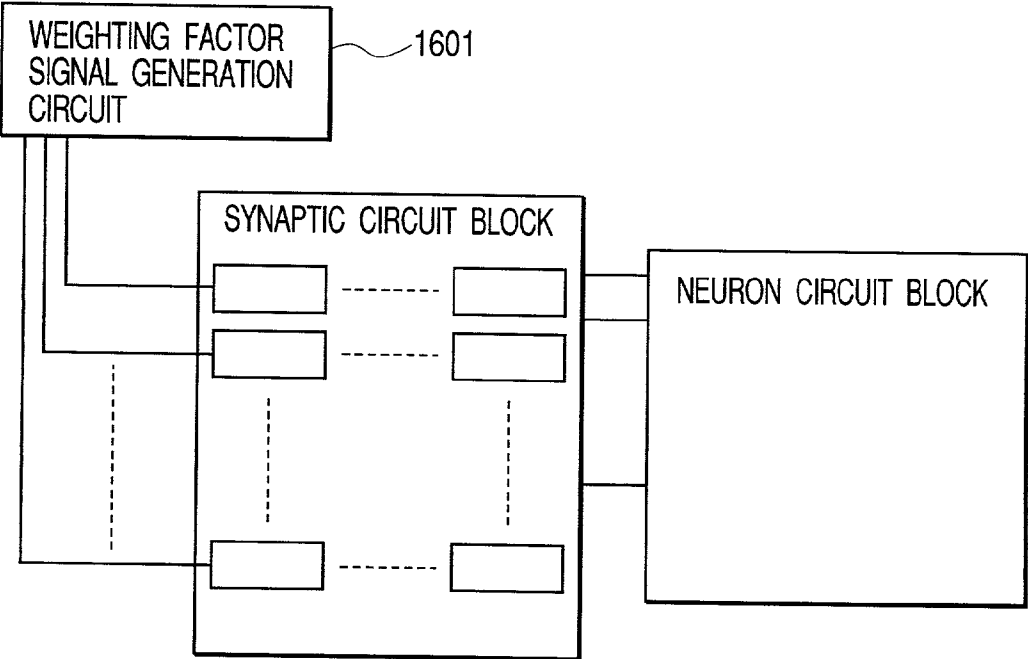 WEIGHTING FACTOR
SIGNAL GENERATION
CIRCUIT
1601
SYNAPTIC CIRCUIT BLOCK
NEURON CIRCUIT BLOCK